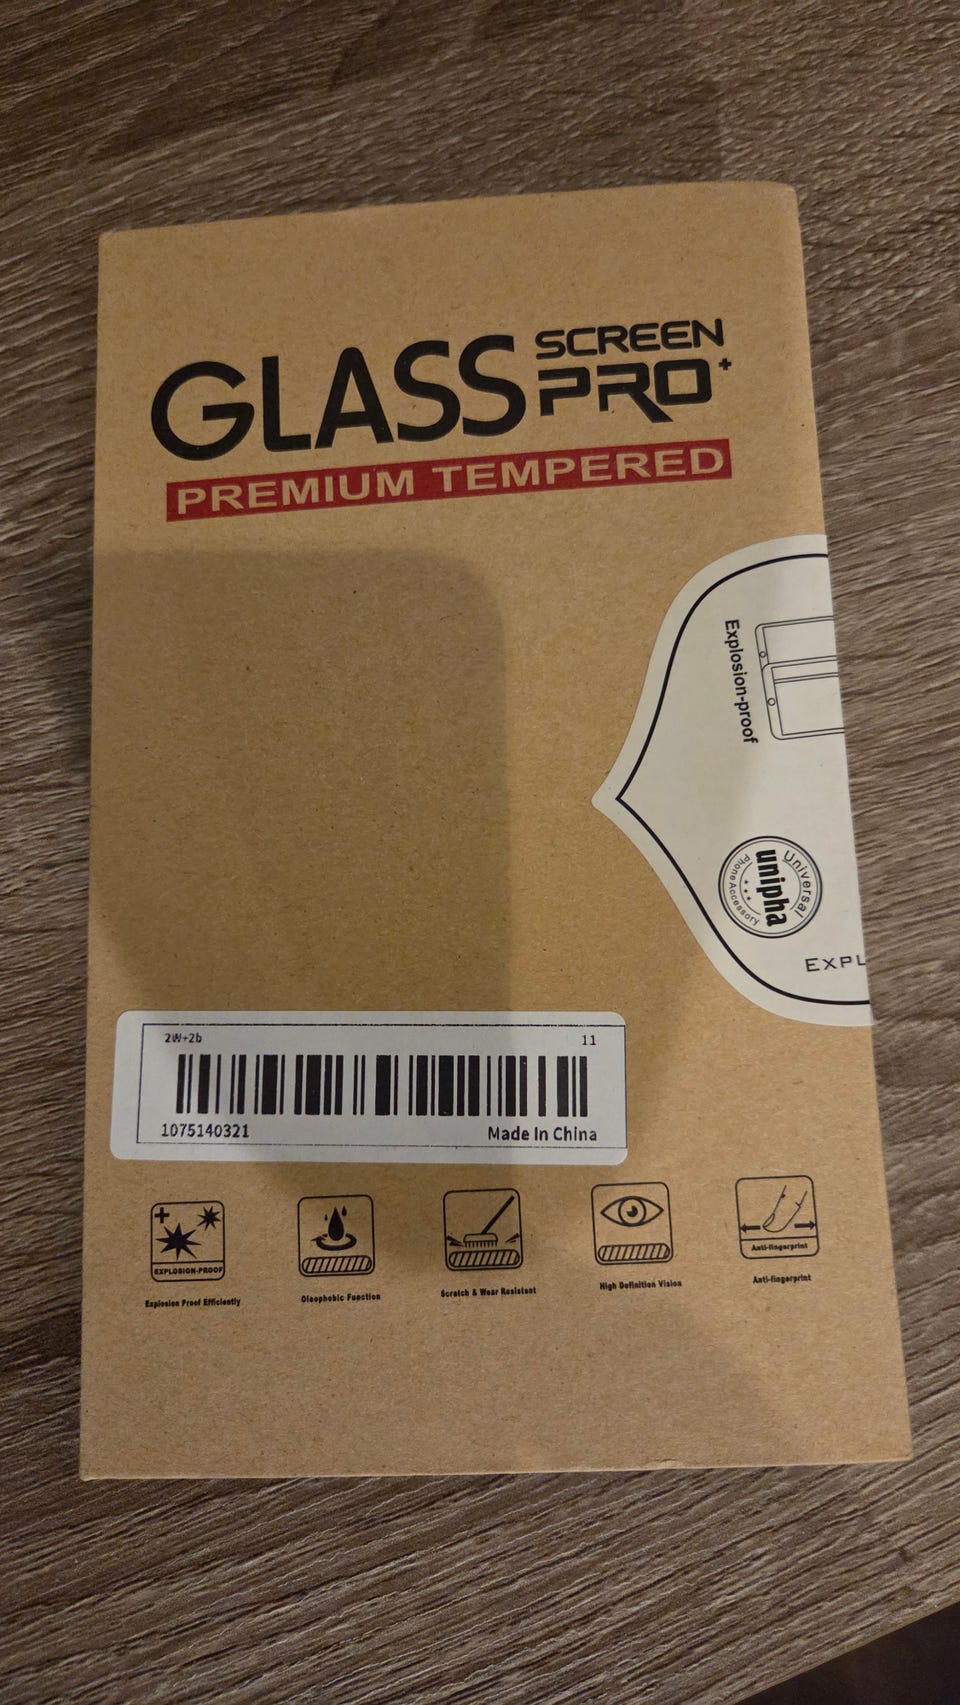 GLASS SCREEN PRO+
PREMIUM TEMPERED
Explosion-proof
Universal
unipha
Phone Accessory
EXPL
2W+2b
11
1075140321
Made In China
EXPLOSION-PROOF
Anti-fingerprint
Explosion Proof Efficiently
Oleophobic Function
Scratch & Wear Resistant
High Definition Vision
Anti-fingerprint